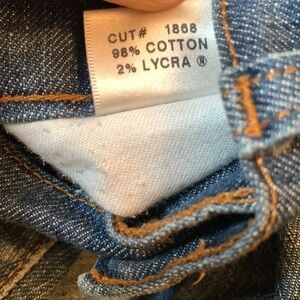 CUT# 1868
98% COTTON
2% LYCRA ®